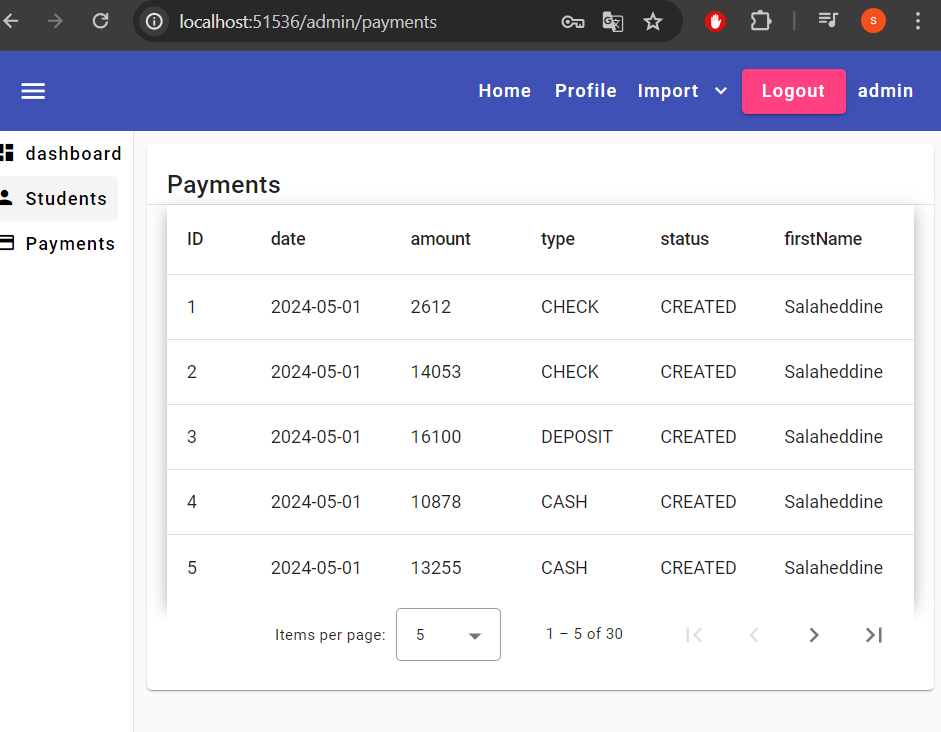 localhost:51536/admin/payments
S
Home Profile Import Logout admin
dashboard
Students
Payments
Payments
ID date amount type status firstName
1 2024-05-01 2612 CHECK CREATED Salaheddine
2 2024-05-01 14053 CHECK CREATED Salaheddine
3 2024-05-01 16100 DEPOSIT CREATED Salaheddine
4 2024-05-01 10878 CASH CREATED Salaheddine
5 2024-05-01 13255 CASH CREATED Salaheddine
Items per page: 5 1 – 5 of 30